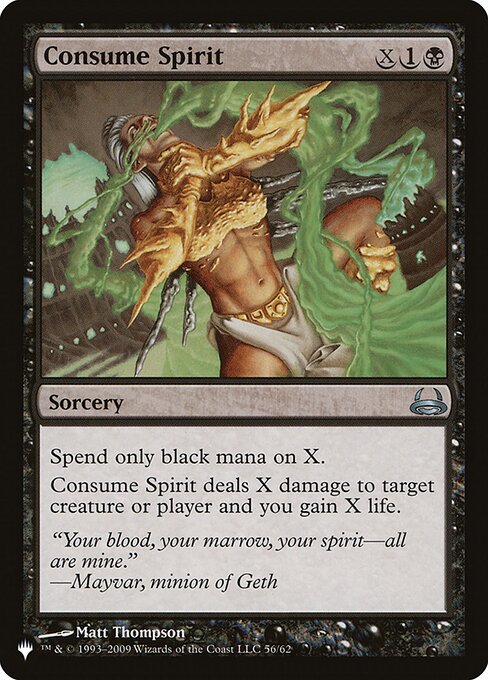 Consume Spirit X1
Sorcery
Spend only black mana on X.
Consume Spirit deals X damage to target
creature or player and you gain X life.
“Your blood, your marrow, your spirit—all
are mine.”
—Mayvar, minion of Geth
Matt Thompson
™ & © 1993–2009 Wizards of the Coast LLC 56/62